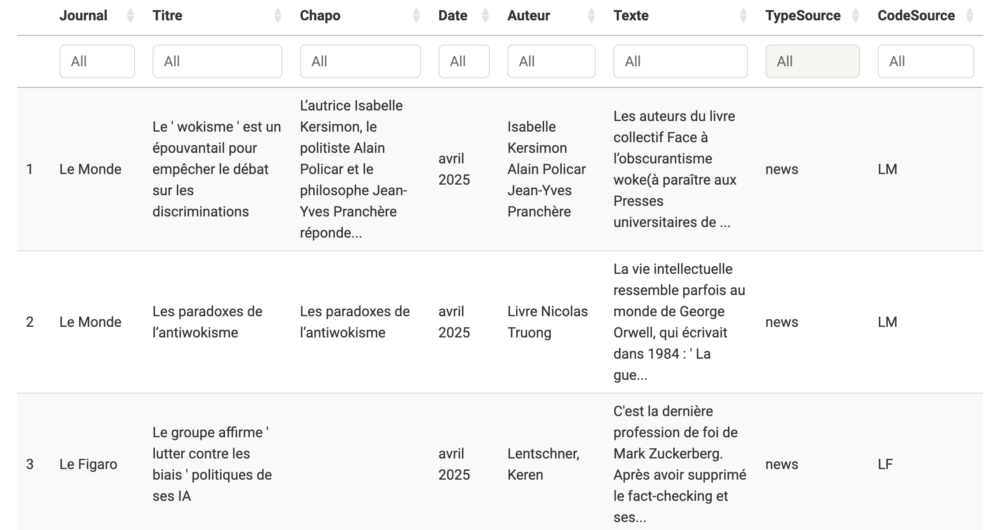 Journal Titre Chapo Date Auteur Texte TypeSource CodeSource
All All All All All All All All
1
Le Monde
Le ' wokisme ' est un
épouvantail pour
empêcher le débat
sur les
discriminations
L’autrice Isabelle
Kersimon, le
politiste Alain
Policar et le
philosophe Jean-
Yves Pranchère
réponde...
avril
2025
Isabelle
Kersimon
Alain Policar
Jean-Yves
Pranchère
Les auteurs du livre
collectif Face à
l’obscurantisme
woke(à paraître aux
Presses
universitaires de ...
news
LM
2
Le Monde
Les paradoxes de
l’antiwokisme
Les paradoxes de
l’antiwokisme
avril
2025
Livre Nicolas
Truong
La vie intellectuelle
ressemble parfois au
monde de George
Orwell, qui écrivait
dans 1984 : ' La
gue...
news
LM
3
Le Figaro
Le groupe affirme '
lutter contre les
biais ' politiques de
ses IA
avril
2025
Lentschner,
Keren
C'est la dernière
profession de foi de
Mark Zuckerberg.
Après avoir supprimé
le fact-checking et
ses...
news
LF